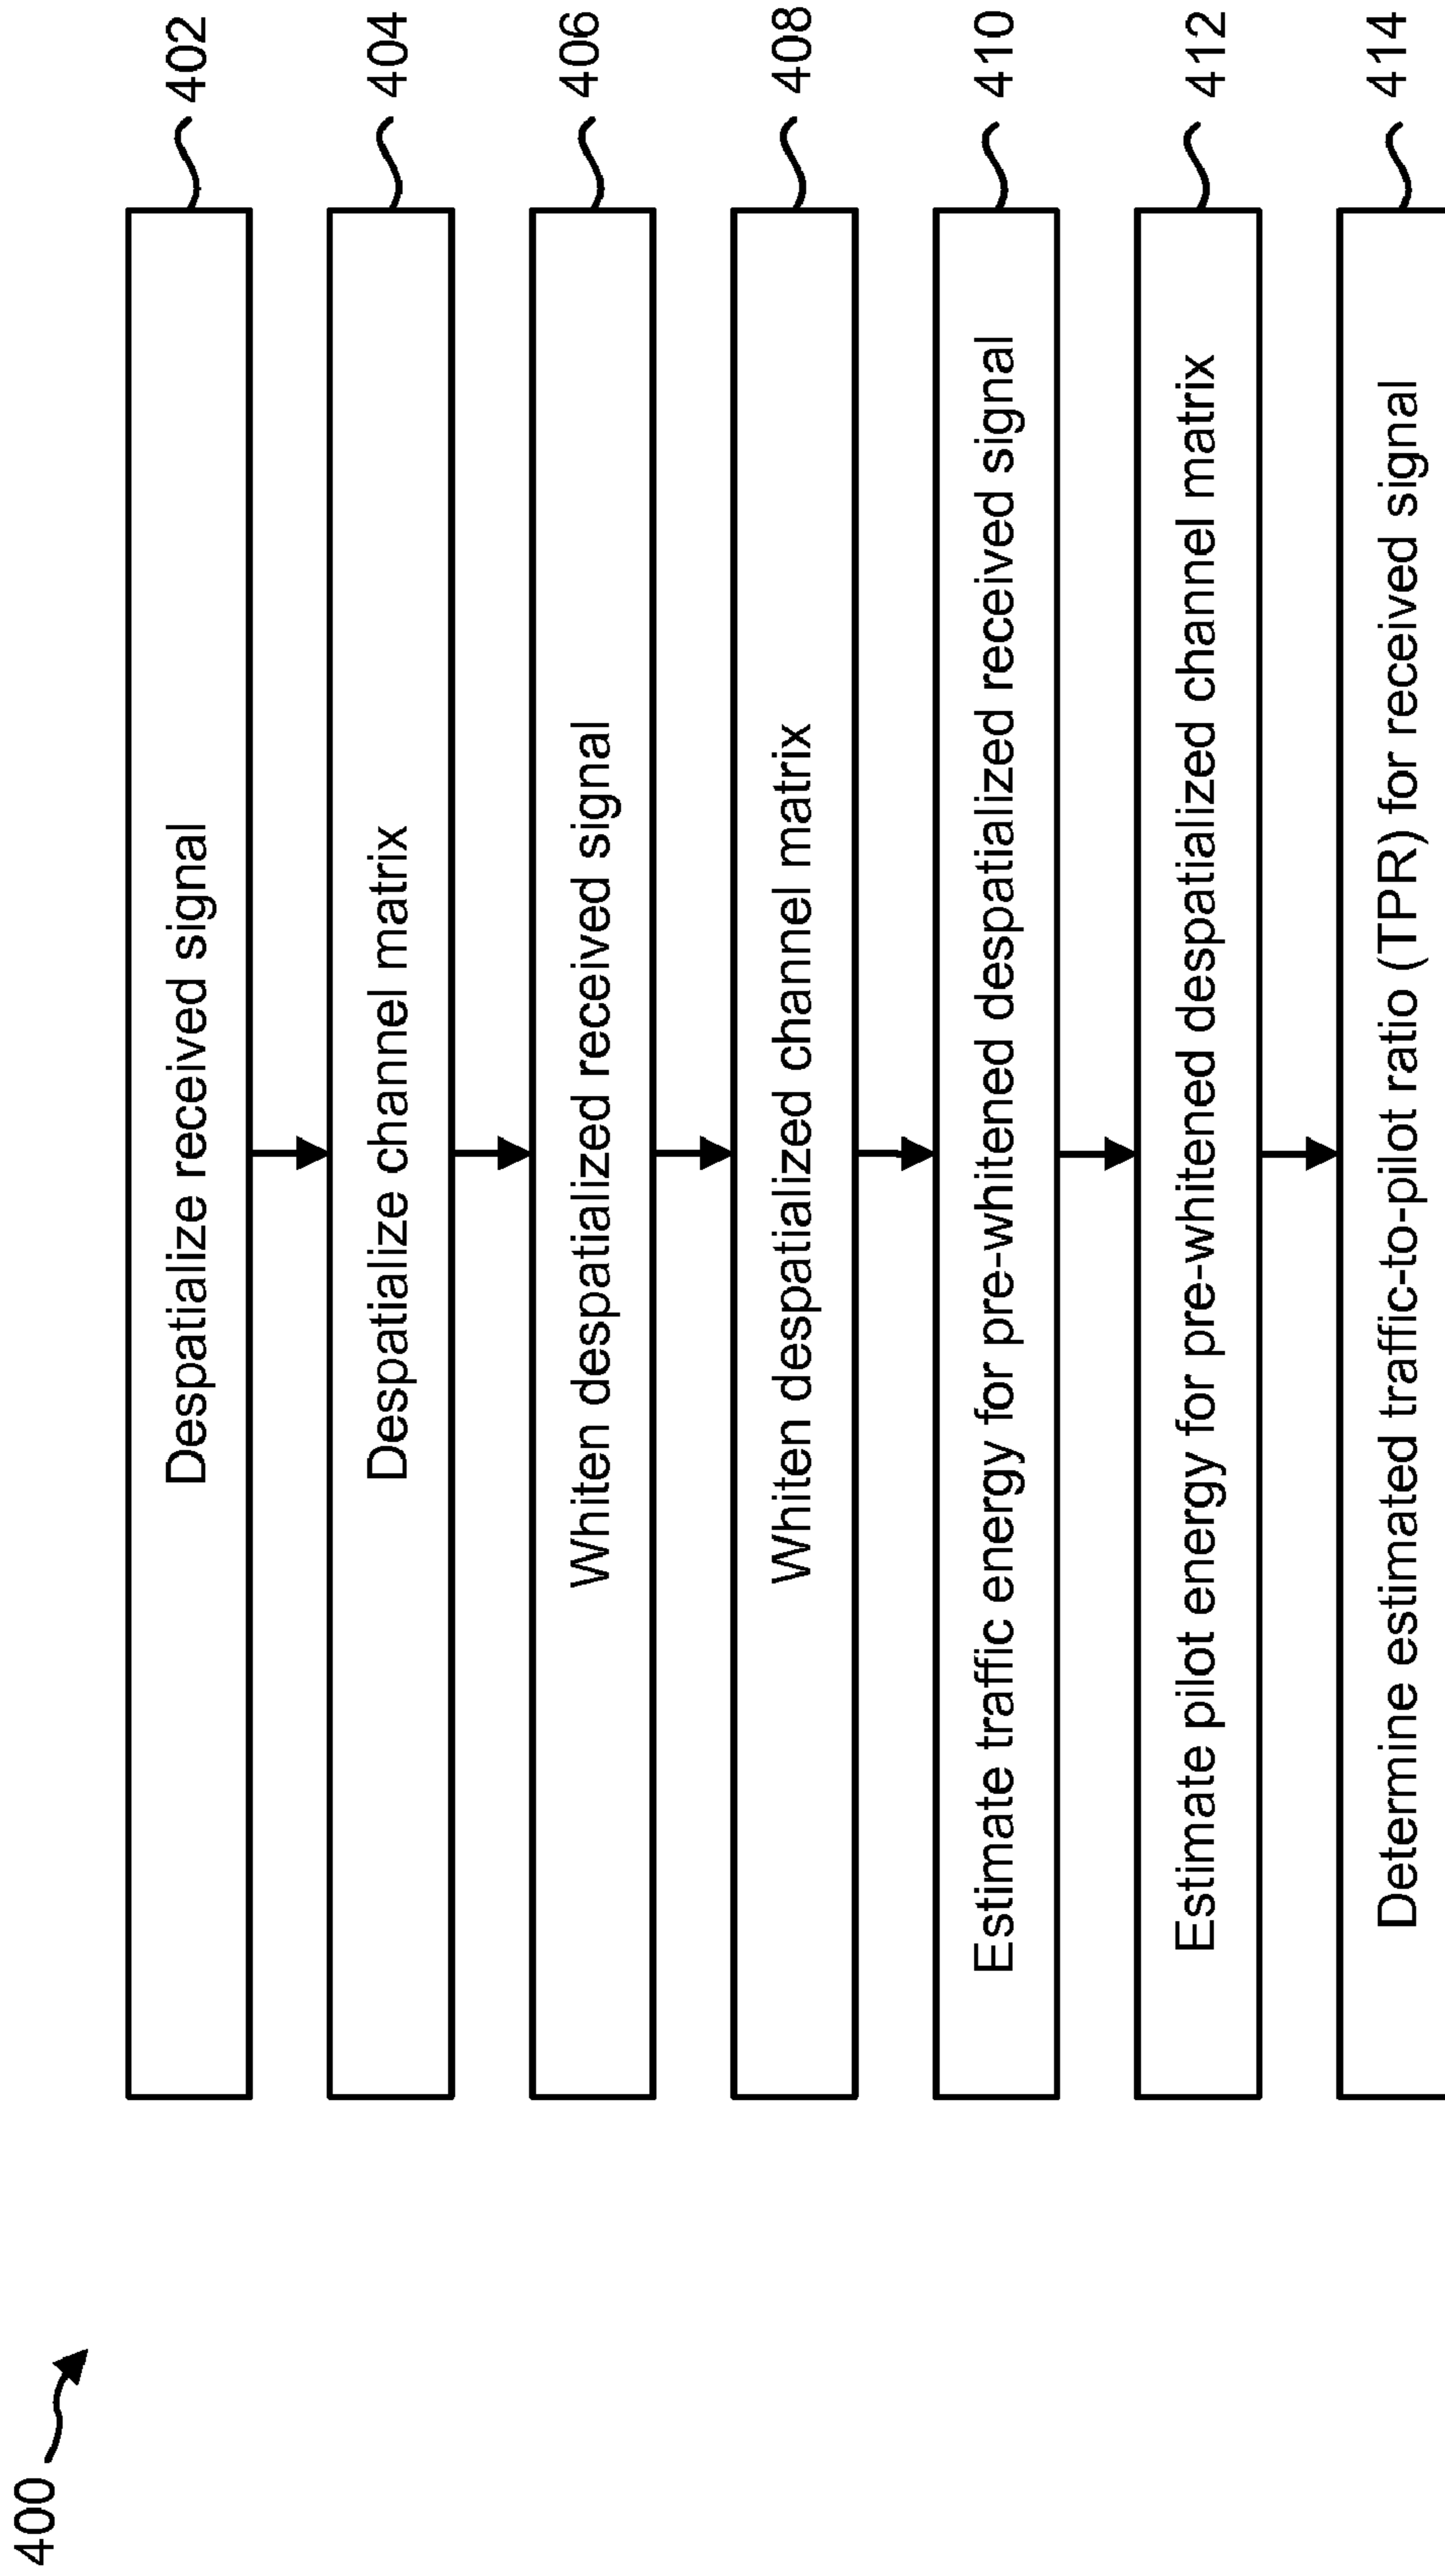 400
Despatialize received signal
402
Despatialize channel matrix
404
Whiten despatialized received signal
406
Whiten despatialized channel matrix
408
Estimate traffic energy for pre-whitened despatialized received signal
410
Estimate pilot energy for pre-whitened despatialized channel matrix
412
Determine estimated traffic-to-pilot ratio (TPR) for received signal
414